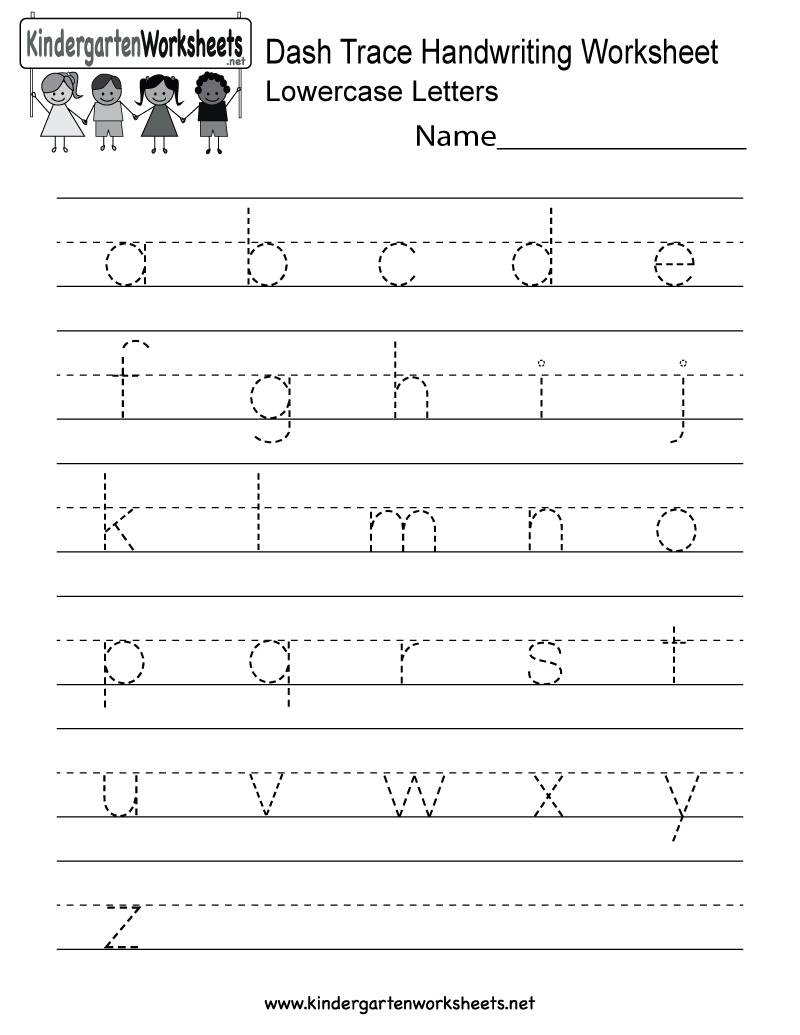 KindergartenWorksheets
.net
Dash Trace Handwriting Worksheet
Lowercase Letters
Name
a b c d e
f g h i j
k l m n o
p q r s t
u v w x y
z
www.kindergartenworksheets.net